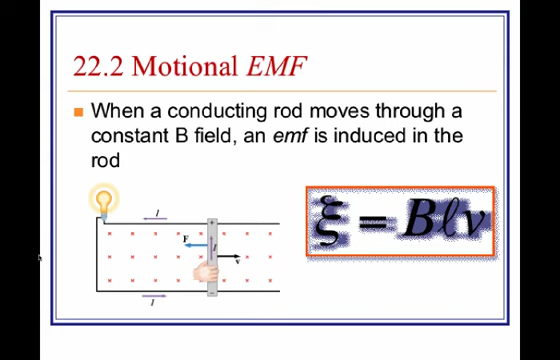 22.2 Motional EMF
When a conducting rod moves through a
constant B field, an emf is induced in the
rod
I
F
I
v
I
ξ = Bℓv